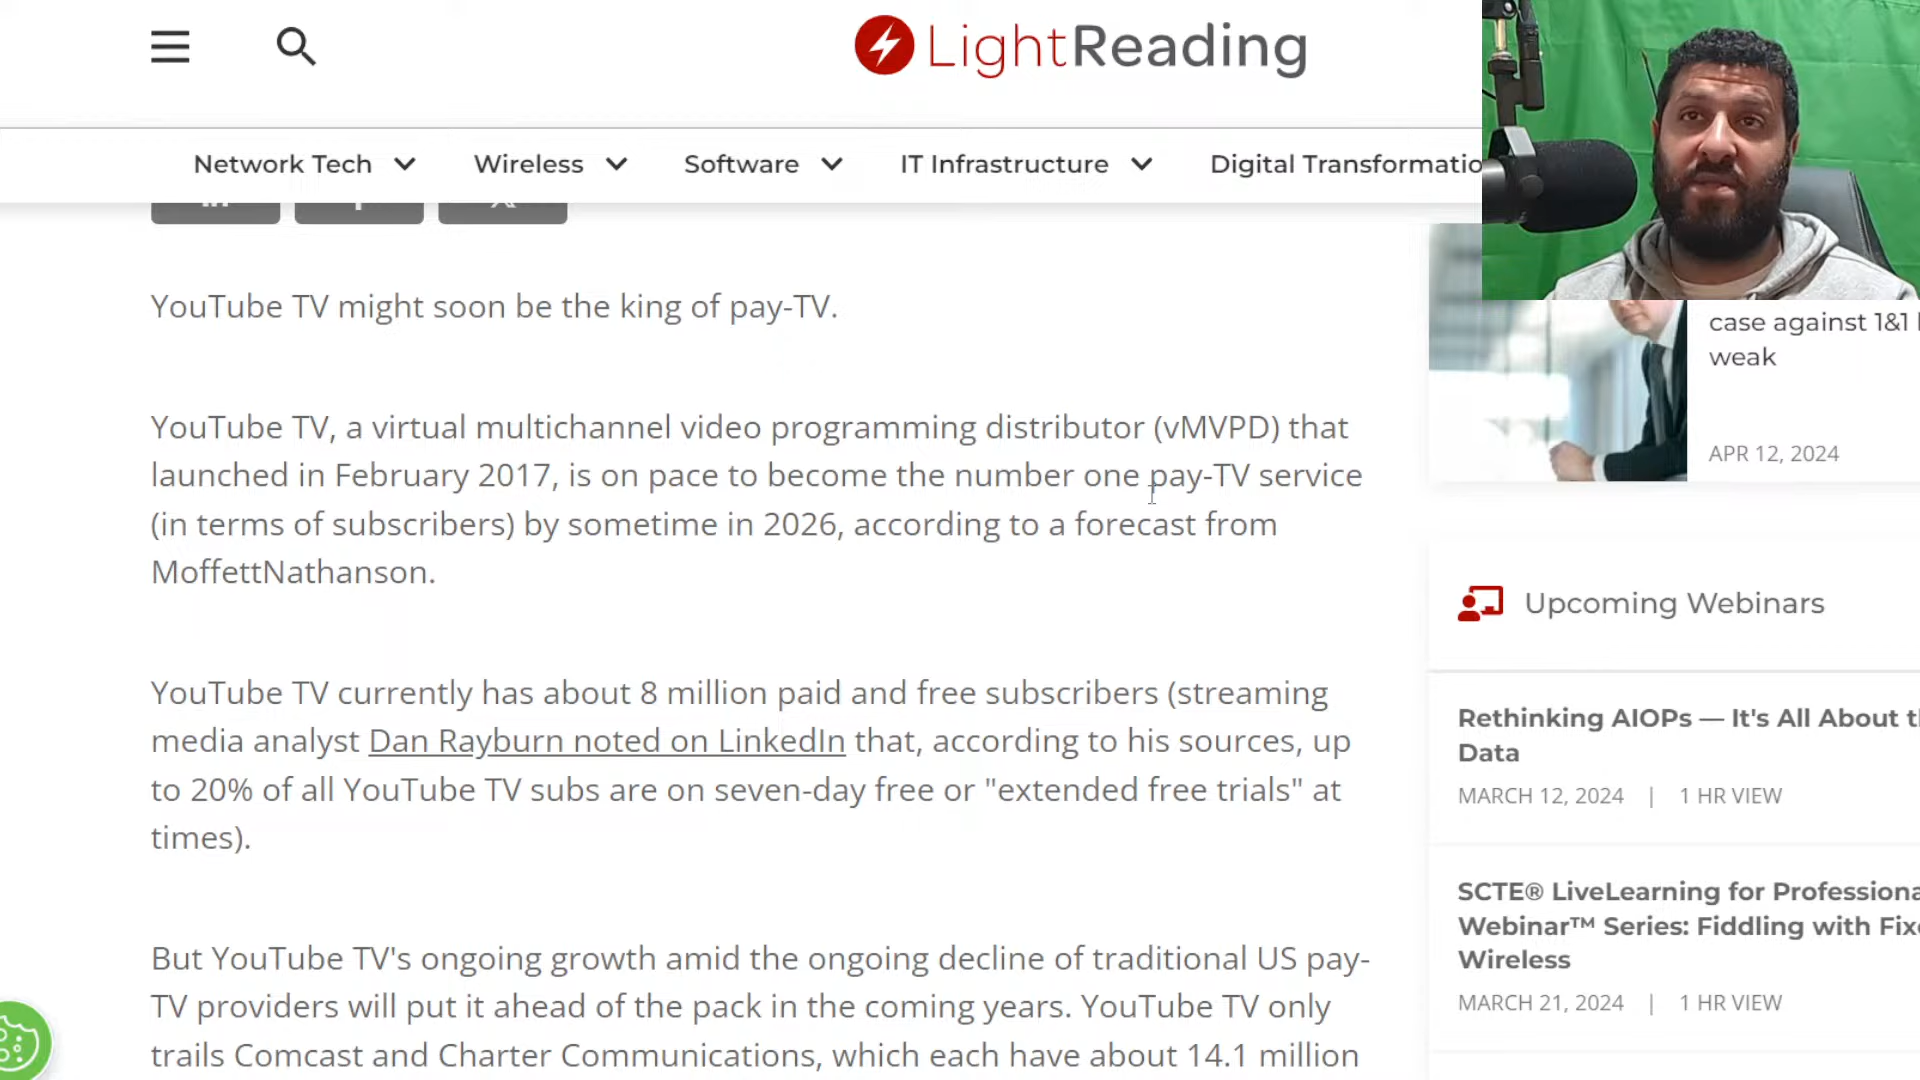 LightReading
Network Tech
Wireless
Software
IT Infrastructure
Digital Transformatio
YouTube TV might soon be the king of pay-TV.
YouTube TV, a virtual multichannel video programming distributor (vMVPD) that
launched in February 2017, is on pace to become the number one pay-TV service
(in terms of subscribers) by sometime in 2026, according to a forecast from
MoffettNathanson.
YouTube TV currently has about 8 million paid and free subscribers (streaming
media analyst Dan Rayburn noted on LinkedIn that, according to his sources, up
to 20% of all YouTube TV subs are on seven-day free or "extended free trials" at
times).
But YouTube TV's ongoing growth amid the ongoing decline of traditional US pay-
TV providers will put it ahead of the pack in the coming years. YouTube TV only
trails Comcast and Charter Communications, which each have about 14.1 million
case against 1&1
weak
APR 12, 2024
Upcoming Webinars
Rethinking AIOPs — It's All About
Data
MARCH 12, 2024 | 1 HR VIEW
SCTE® LiveLearning for Professiona
Webinar™ Series: Fiddling with Fix
Wireless
MARCH 21, 2024 | 1 HR VIEW